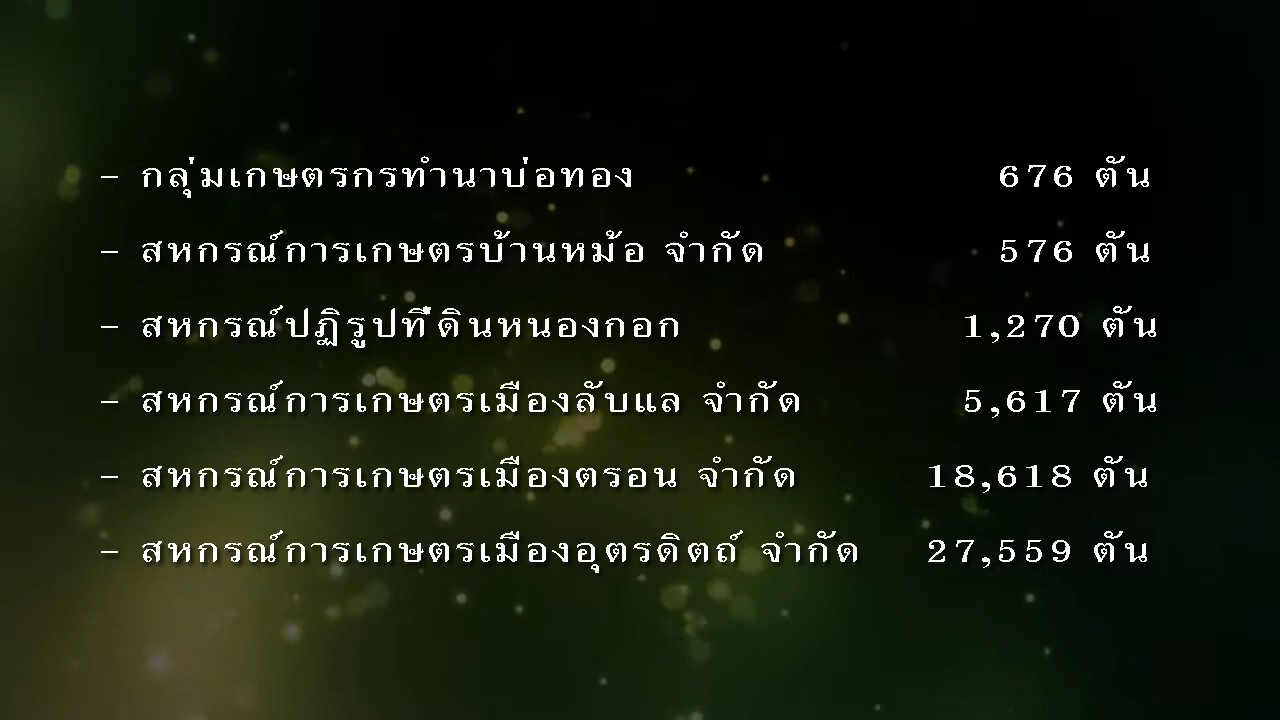 - กลุ่มเกษตรกรทำนาบ่อทอง 676 ตัน
- สหกรณ์การเกษตรบ้านหม้อ จำกัด 576 ตัน
- สหกรณ์ปฏิรูปที่ดินหนองกอก 1,270 ตัน
- สหกรณ์การเกษตรเมืองลับแล จำกัด 5,617 ตัน
- สหกรณ์การเกษตรเมืองตรอน จำกัด 18,618 ตัน
- สหกรณ์การเกษตรเมืองอุตรดิตถ์ จำกัด 27,559 ตัน